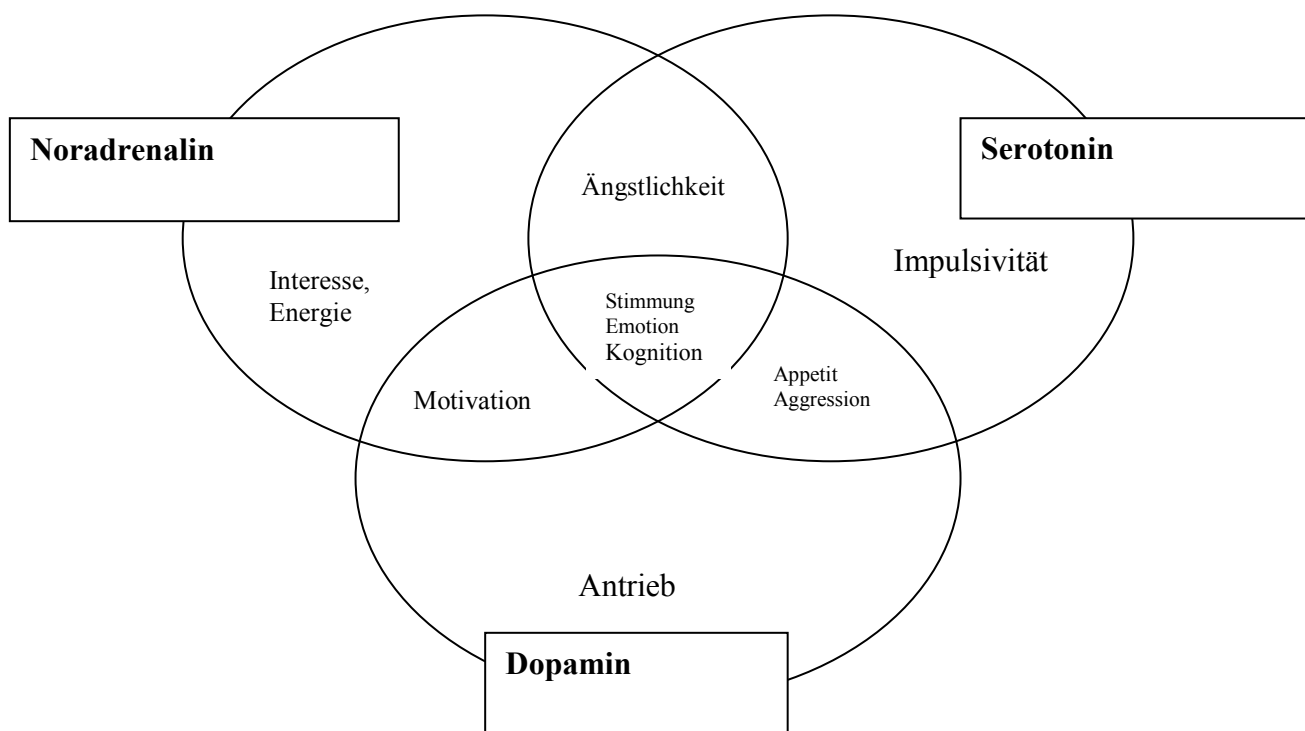 Noradrenalin
Serotonin
Ängstlichkeit
Impulsivität
Interesse,
Energie
Stimmung
Emotion
Kognition
Appetit
Aggression
Motivation
Antrieb
Dopamin